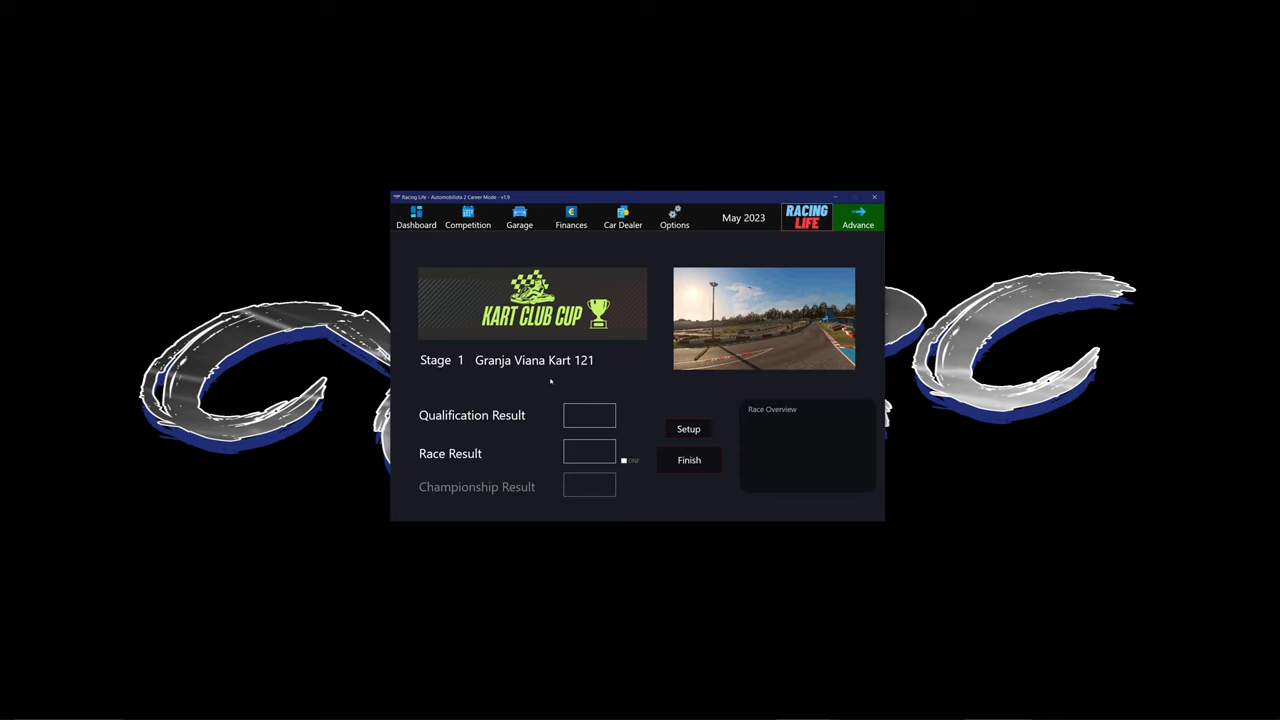 Racing Life - Automobilista 2 Career Mode - v1.9
Dashboard
Competition
Garage
Finances
Car Dealer
Options
May 2023
RACING
LIFE
Advance
KART CLUB CUP
Stage 1 Granja Viana Kart 121
Qualification Result
Race Result
DNF
Championship Result
Setup
Finish
Race Overview